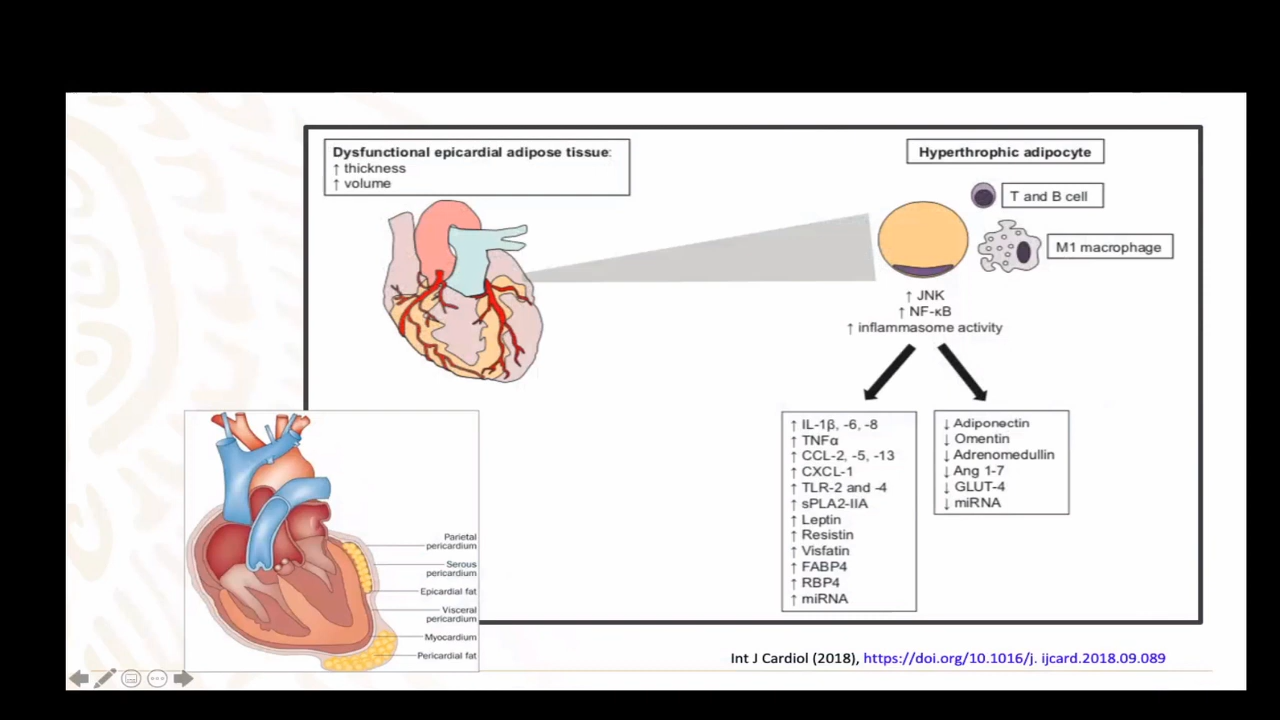 Dysfunctional epicardial adipose tissue:
↑ thickness
↑ volume
Hyperthrophic adipocyte
T and B cell
M1 macrophage
↑ JNK
↑ NF-κB
↑ inflammasome activity
↑ IL-1β, -6, -8
↑ TNFα
↑ CCL-2, -5, -13
↑ CXCL-1
↑ TLR-2 and -4
↑ sPLA2-IIA
↑ Leptin
↑ Resistin
↑ Visfatin
↑ FABP4
↑ RBP4
↑ miRNA
↓ Adiponectin
↓ Omentin
↓ Adrenomedullin
↓ Ang 1-7
↓ GLUT-4
↓ miRNA
Parietal
pericardium
Serous
pericardium
Epicardial fat
Visceral
pericardium
Myocardium
Pericardial fat
Int J Cardiol (2018), https://doi.org/10.1016/j. ijcard.2018.09.089